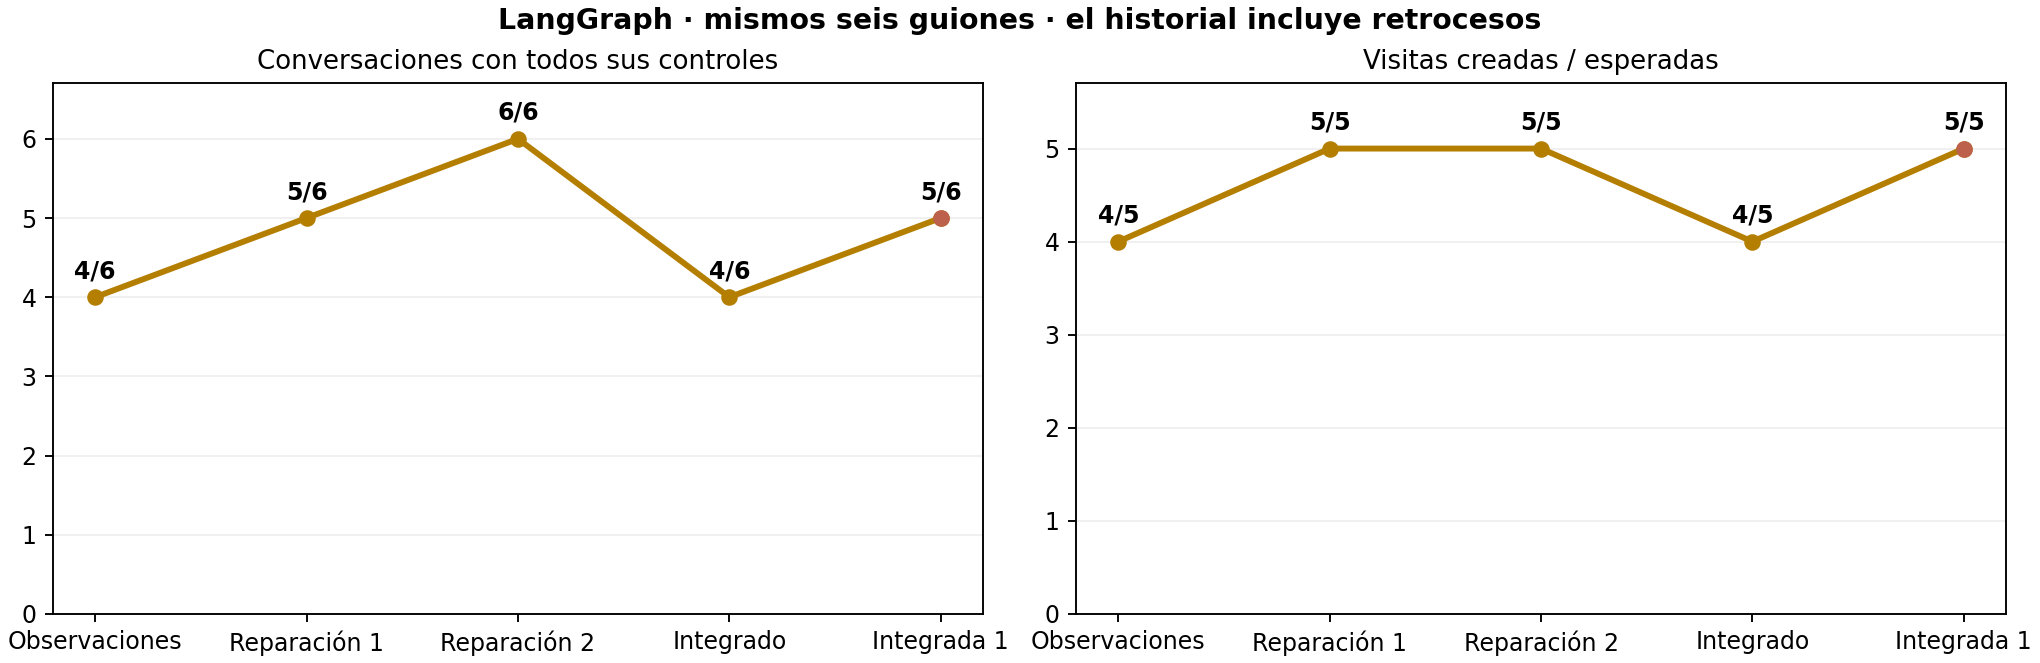 LangGraph · mismos seis guiones · el historial incluye retrocesos
Conversaciones con todos sus controles
6
5
4
3
2
1
0
4/6
5/6
6/6
4/6
5/6
Observaciones
Reparación 1
Reparación 2
Integrado
Integrada 1
Visitas creadas / esperadas
5
4
3
2
1
0
4/5
5/5
5/5
4/5
5/5
Observaciones
Reparación 1
Reparación 2
Integrado
Integrada 1